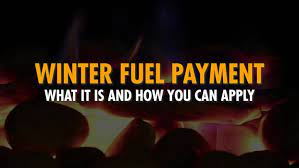 WINTER FUEL PAYMENT
WHAT IT IS AND HOW YOU CAN APPLY